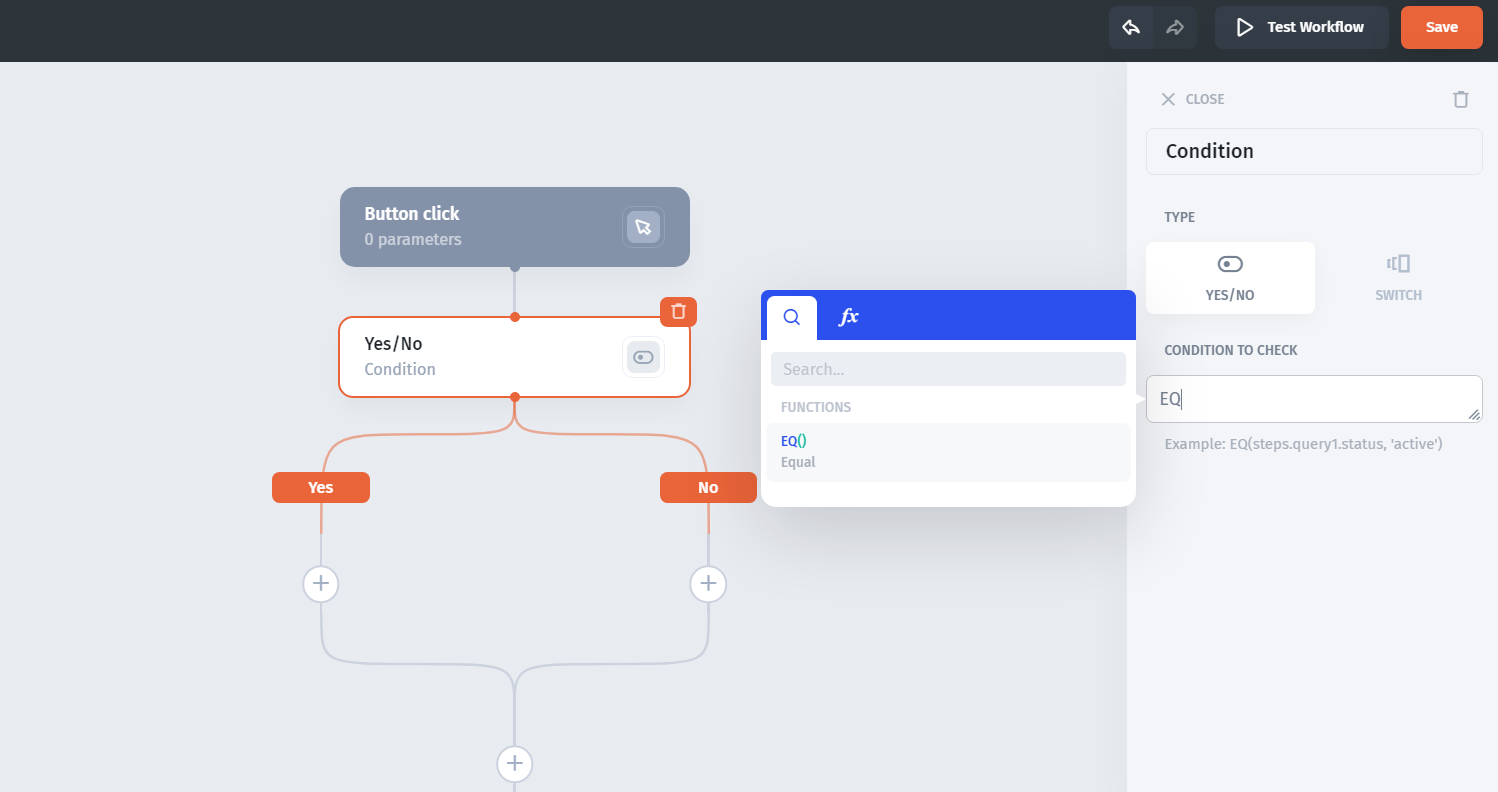 Test Workflow
Save
CLOSE
Condition
TYPE
YES/NO
SWITCH
CONDITION TO CHECK
EQ
Example: EQ(steps.query1.status, 'active')
Button click
0 parameters
Yes/No
Condition
Yes
No
fx
Search...
FUNCTIONS
EQ()
Equal